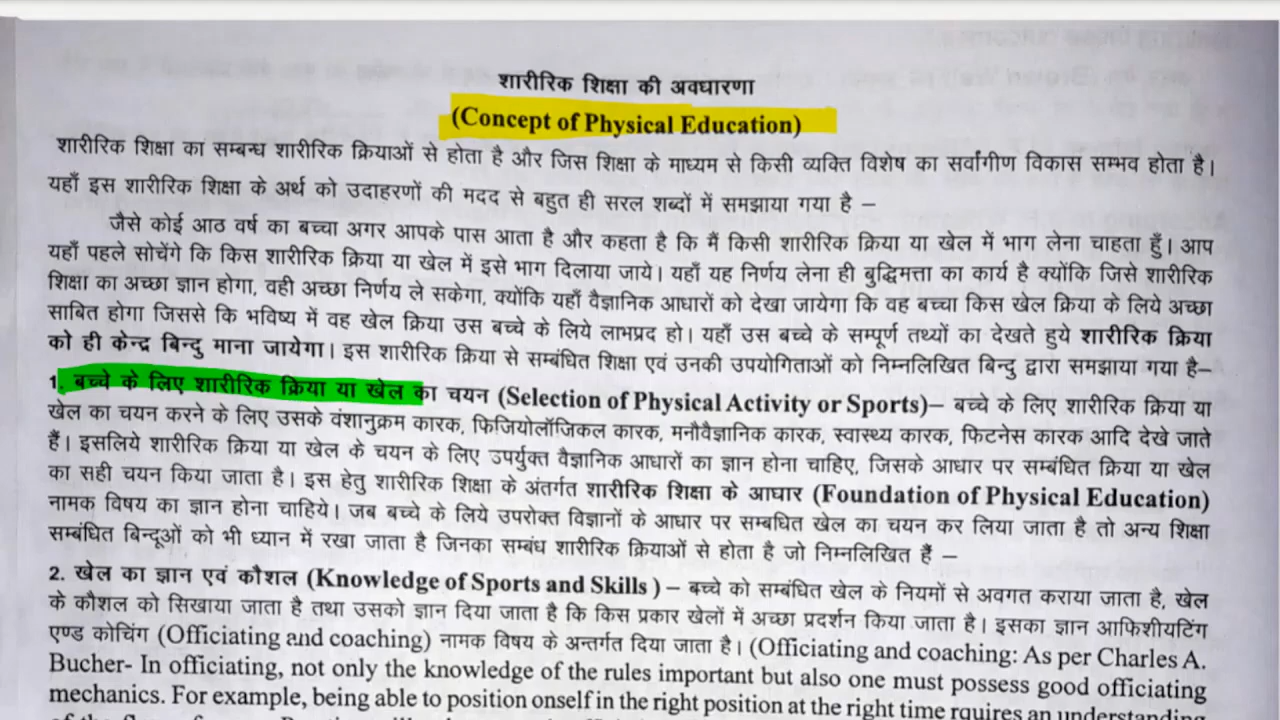 शारीरिक शिक्षा की अवधारणा
(Concept of Physical Education)
शारीरिक शिक्षा का सम्बन्ध शारीरिक क्रियाओं से होता है और जिस शिक्षा के माध्यम से किसी व्यक्ति विशेष का सर्वांगीण विकास सम्भव होता है।
यहाँ इस शारीरिक शिक्षा के अर्थ को उदाहरणों की मदद से बहुत ही सरल शब्दों में समझाया गया है –
जैसे कोई आठ वर्ष का बच्चा अगर आपके पास आता है और कहता है कि मैं किसी शारीरिक क्रिया या खेल में भाग लेना चाहता हुँ। आप
यहाँ पहले सोचेंगे कि किस शारीरिक क्रिया या खेल में इसे भाग दिलाया जाये। यहाँ यह निर्णय लेना ही बुद्धिमत्ता का कार्य है क्योंकि जिसे शारीरिक
शिक्षा का अच्छा ज्ञान होगा, वही अच्छा निर्णय ले सकेगा, क्योंकि यहाँ वैज्ञानिक आधारों को देखा जायेगा कि वह बच्चा किस खेल क्रिया के लिये अच्छा
साबित होगा जिससे कि भविष्य में वह खेल क्रिया उस बच्चे के लिये लाभप्रद हो। यहाँ उस बच्चे के सम्पूर्ण तथ्यों का देखते हुये शारीरिक क्रिया
को ही केन्द्र बिन्दु माना जायेगा। इस शारीरिक क्रिया से सम्बंधित शिक्षा एवं उनकी उपयोगिताओं को निम्नलिखित बिन्दु द्वारा समझाया गया है–
1. बच्चे के लिए शारीरिक क्रिया या खेल का चयन (Selection of Physical Activity or Sports)– बच्चे के लिए शारीरिक क्रिया या
खेल का चयन करने के लिए उसके वंशानुक्रम कारक, फिजियोलॉजिकल कारक, मनौवैज्ञानिक कारक, स्वास्थ्य कारक, फिटनेस कारक आदि देखे जाते
हैं। इसलिये शारीरिक क्रिया या खेल के चयन के लिए उपर्युक्त वैज्ञानिक आधारों का ज्ञान होना चाहिए, जिसके आधार पर सम्बंधित क्रिया या खेल
का सही चयन किया जाता है। इस हेतु शारीरिक शिक्षा के अंतर्गत शारीरिक शिक्षा के आघार (Foundation of Physical Education)
नामक विषय का ज्ञान होना चाहिये। जब बच्चे के लिये उपरोक्त विज्ञानों के आधार पर सम्बधित खेल का चयन कर लिया जाता है तो अन्य शिक्षा
सम्बंधित बिन्दूओं को भी ध्यान में रखा जाता है जिनका सम्बंध शारीरिक क्रियाओं से होता है जो निम्नलिखित हैं –
2. खेल का ज्ञान एवं कौशल (Knowledge of Sports and Skills ) – बच्चे को सम्बंधित खेल के नियमों से अवगत कराया जाता है, खेल
के कौशल को सिखाया जाता है तथा उसको ज्ञान दिया जाता है कि किस प्रकार खेलों में अच्छा प्रदर्शन किया जाता है। इसका ज्ञान आफिशीयटिंग
एण्ड कोचिंग (Officiating and coaching) नामक विषय के अन्तर्गत दिया जाता है। (Officiating and coaching: As per Charles A.
Bucher- In officiating, not only the knowledge of the rules important but also one must possess good officiating
mechanics. For example, being able to position onself in the right position at the right time rquires an understanding